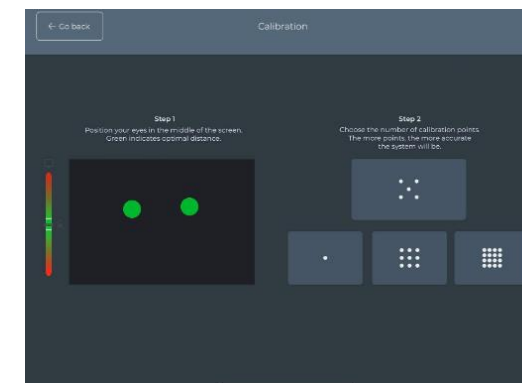 ← Go back
Calibration
Step 1
Position your eyes in the middle of the screen.
Green indicates optimal distance.
Step 2
Choose the number of calibration points.
The more points, the more accurate
the system will be.